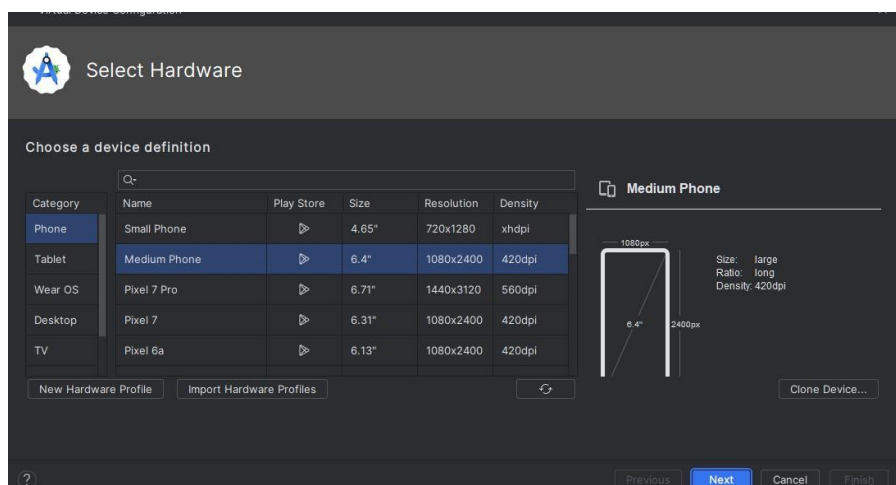 Virtual Device Configuration
Select Hardware
Choose a device definition
Category
Phone
Tablet
Wear OS
Desktop
TV
Name Play Store Size Resolution Density
Small Phone 4.65" 720x1280 xhdpi
Medium Phone 6.4" 1080x2400 420dpi
Pixel 7 Pro 6.71" 1440x3120 560dpi
Pixel 7 6.31" 1080x2400 420dpi
Pixel 6a 6.13" 1080x2400 420dpi
New Hardware Profile Import Hardware Profiles
Medium Phone
1080px
Size: large
Ratio: long
Density: 420dpi
6.4" 2400px
Clone Device...
? Previous Next Cancel Finish